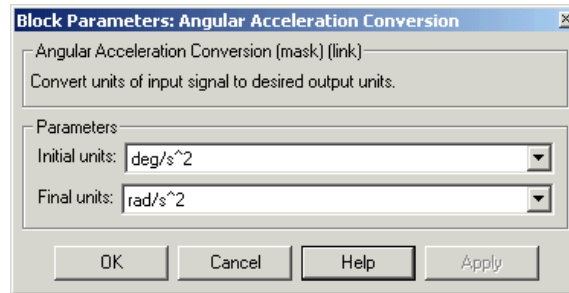 Block Parameters: Angular Acceleration Conversion
Angular Acceleration Conversion (mask) (link)
Convert units of input signal to desired output units.
Parameters
Initial units: deg/s^2
Final units: rad/s^2
OK Cancel Help Apply